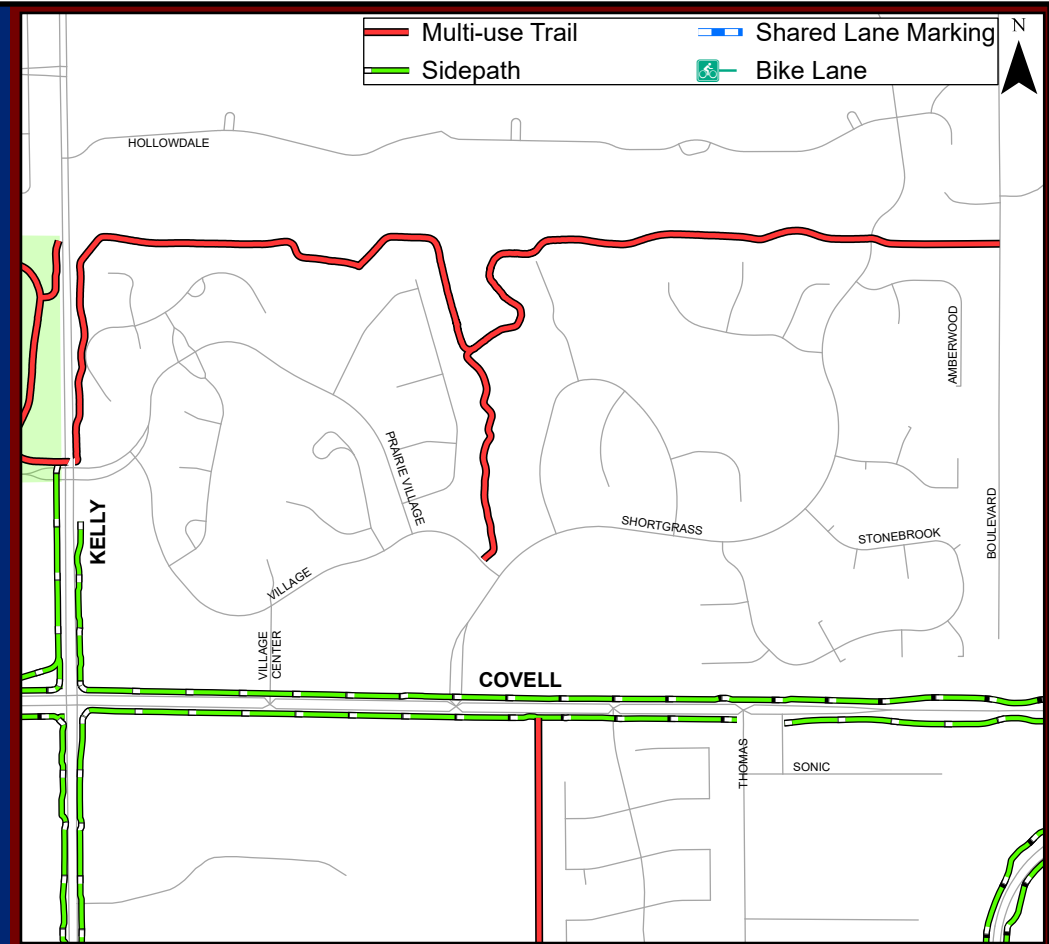 Multi-use Trail
Shared Lane Marking
N
Sidepath
Bike Lane
HOLLOWDALE
AMBERWOOD
PRAIRIE VILLAGE
BOULEVARD
KELLY
SHORTGRASS
STONEBROOK
VILLAGE
VILLAGE
CENTER
COVELL
THOMAS
SONIC